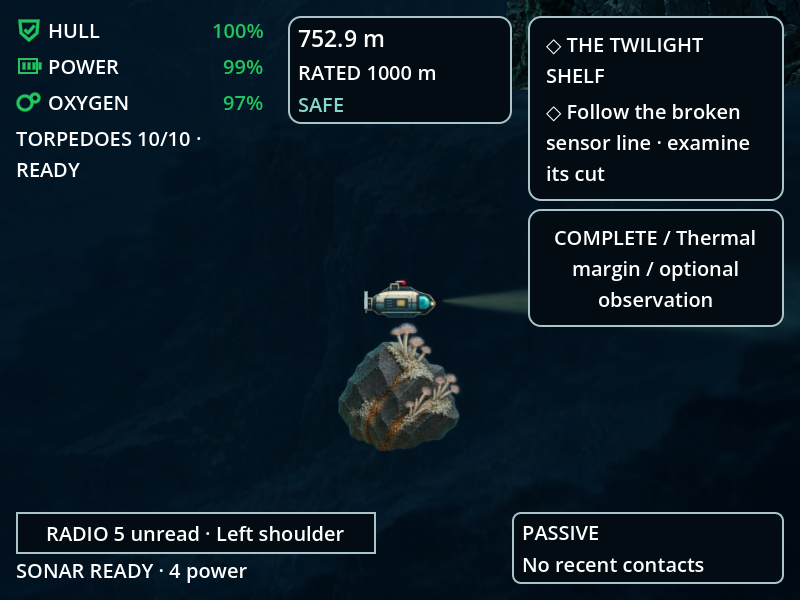 HULL 100%
POWER 99%
OXYGEN 97%
TORPEDOES 10/10 ·
READY
752.9 m
RATED 1000 m
SAFE
◇ THE TWILIGHT
SHELF
◇ Follow the broken
sensor line · examine
its cut
COMPLETE / Thermal
margin / optional
observation
RADIO 5 unread · Left shoulder
SONAR READY · 4 power
PASSIVE
No recent contacts